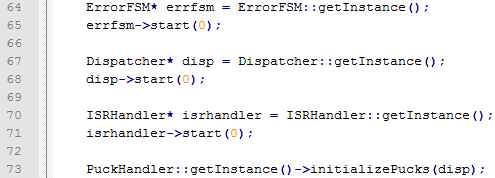 64 ErrorFSM* errfsm = ErrorFSM::getInstance();
65 errfsm->start(0);
66
67 Dispatcher* disp = Dispatcher::getInstance();
68 disp->start(0);
69
70 ISRHandler* isrhandler = ISRHandler::getInstance();
71 isrhandler->start(0);
72
73 PuckHandler::getInstance()->initializePucks(disp);